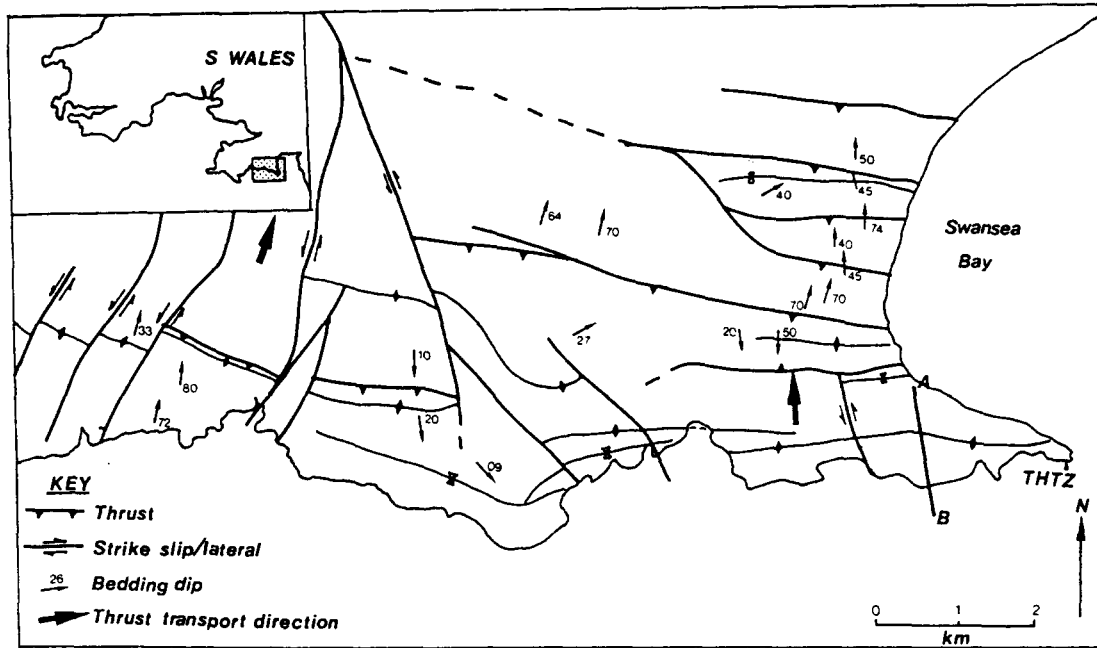 S WALES
50
45
40
74
40
45
64
70
Swansea
Bay
70
70
33
80
72
10
20
27
20
50
09
A
B
THTZ
N
KEY
Thrust
Strike slip/lateral
26
Bedding dip
Thrust transport direction
0 1 2
km